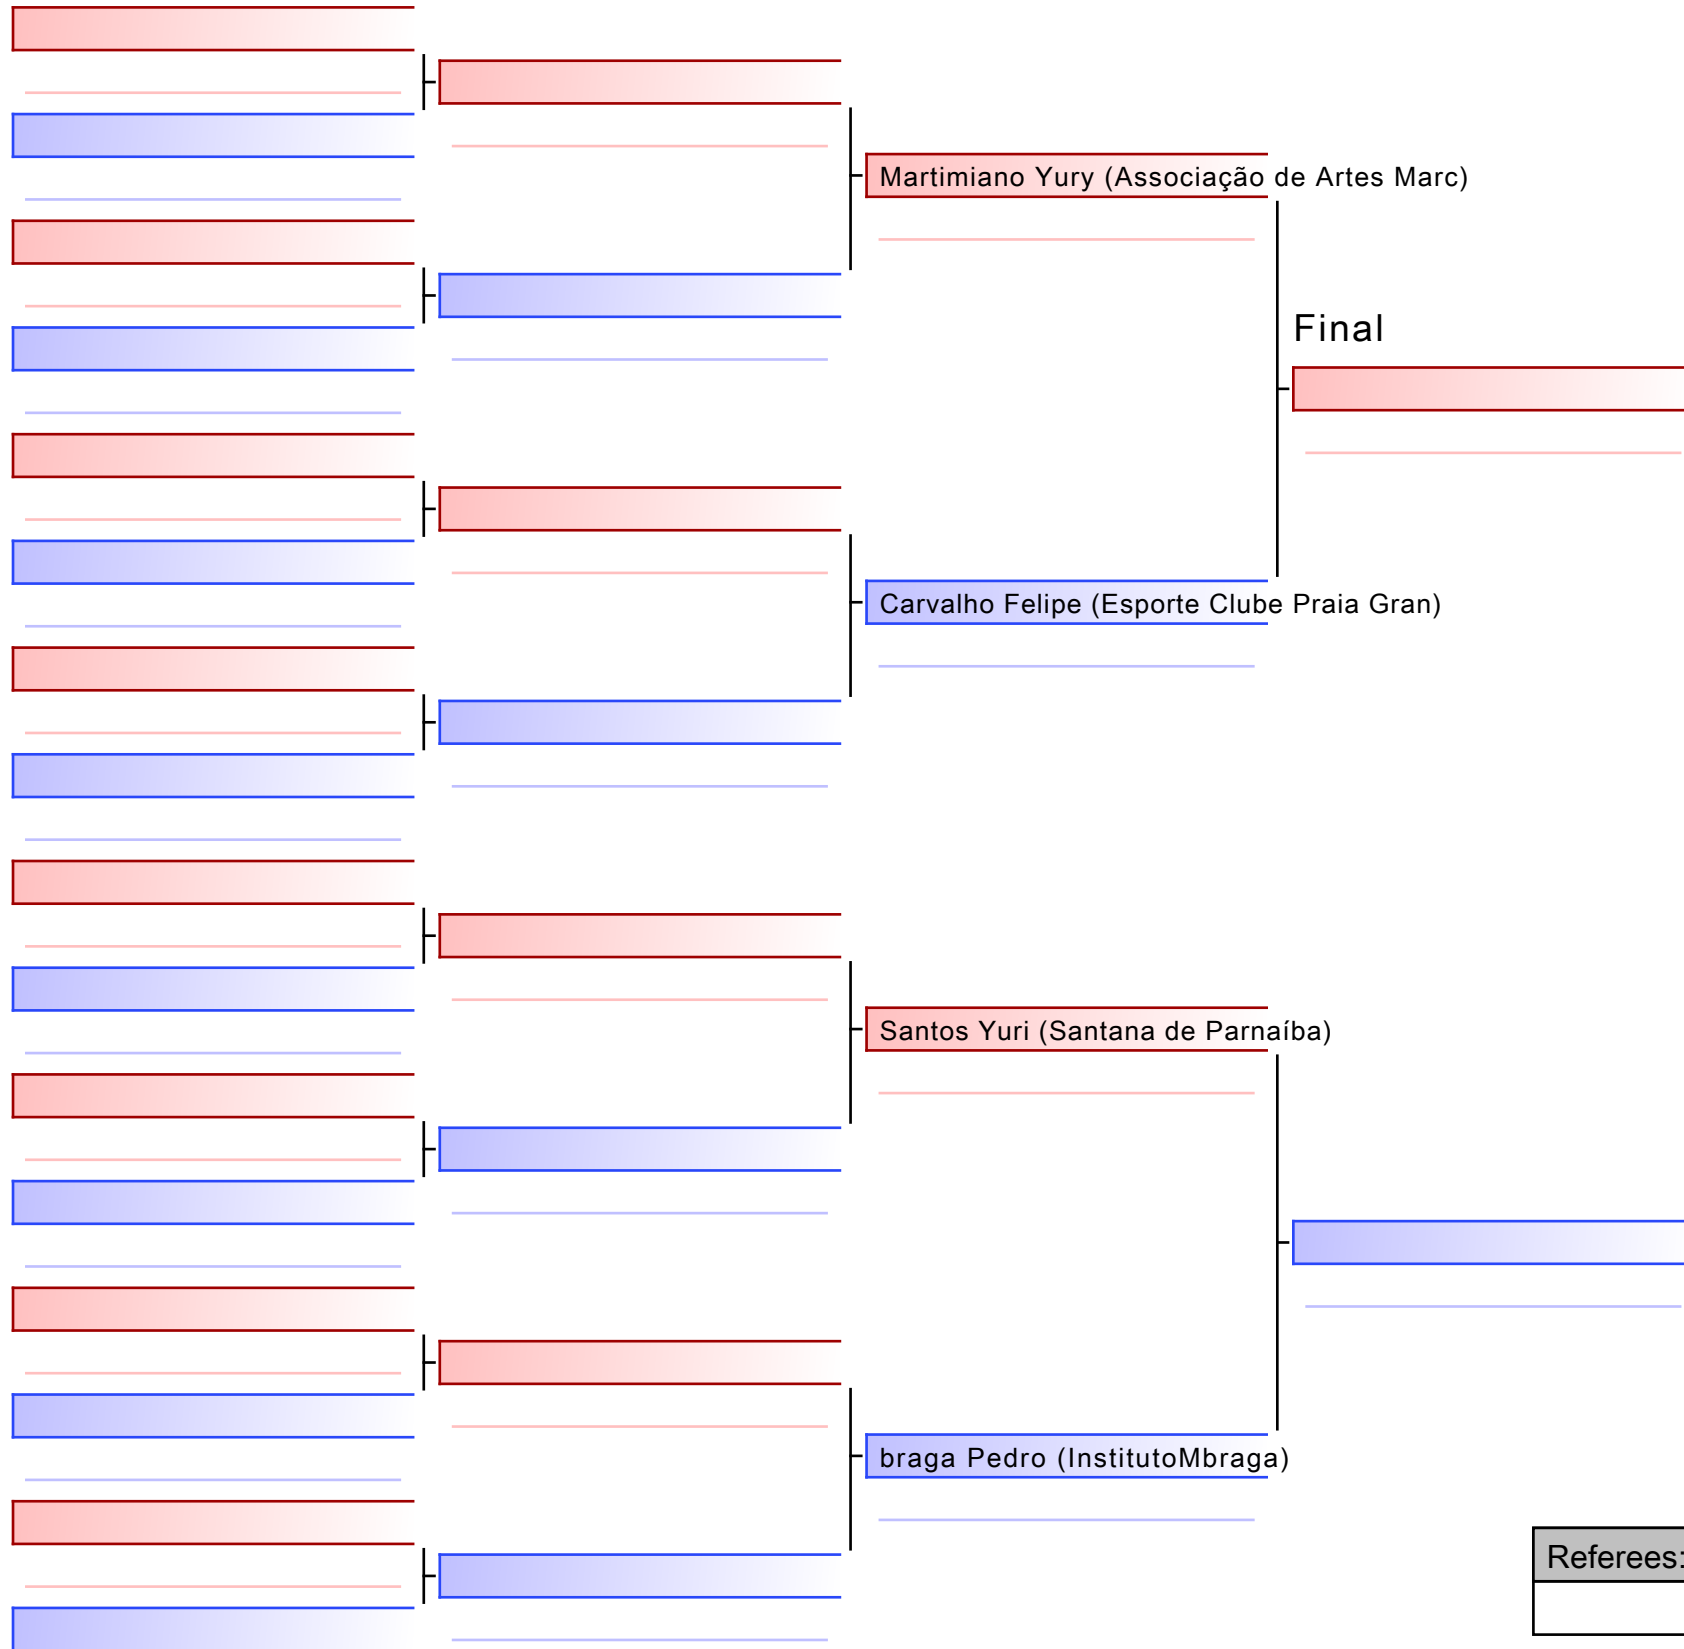 Martimiano Yury (Associação de Artes Marc)
Final
Carvalho Felipe (Esporte Clube Praia Gran)
Santos Yuri (Santana de Parnaíba)
braga Pedro (InstitutoMbraga)
Referees: